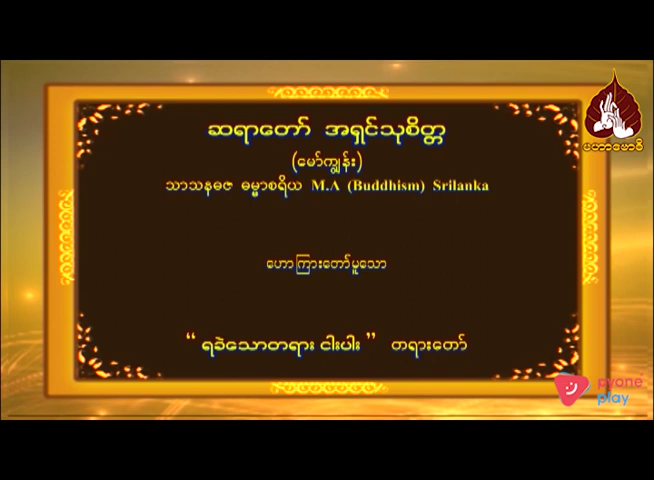 ဆရာတော် အရှင်သုစိတ္တ
(မော်ကျွန်း)
သာသနဓဇ ဓမ္မာစရိယ M.A (Buddhism) Srilanka
ဟောကြားတော်မူသော
“ ရခဲသောတရား ငါးပါး ” တရားတော်
မဟာဗောဓိ
pyone
play